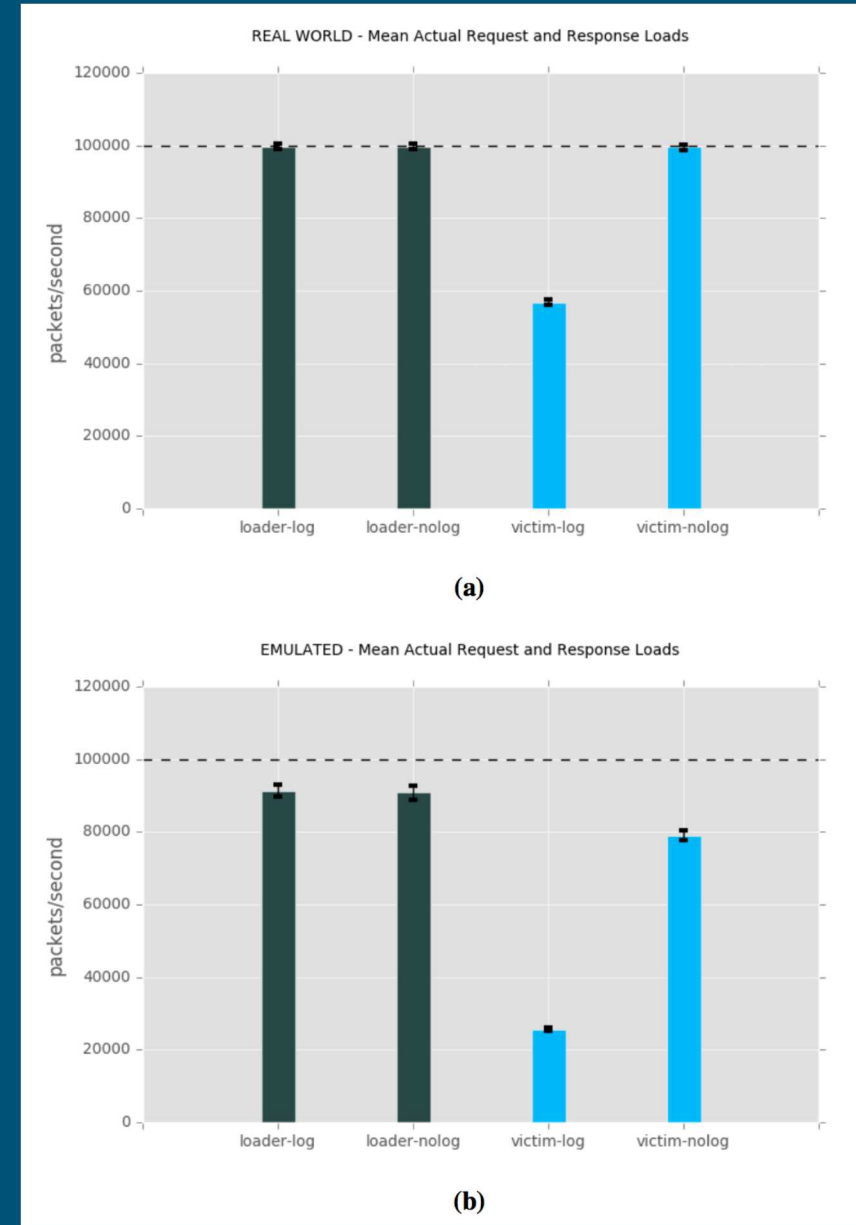 REAL WORLD - Mean Actual Request and Response Loads
120000
100000
80000
60000
40000
20000
0
packets/second
loader-log loader-nolog victim-log victim-nolog
(a)
EMULATED - Mean Actual Request and Response Loads
120000
100000
80000
60000
40000
20000
0
packets/second
loader-log loader-nolog victim-log victim-nolog
(b)